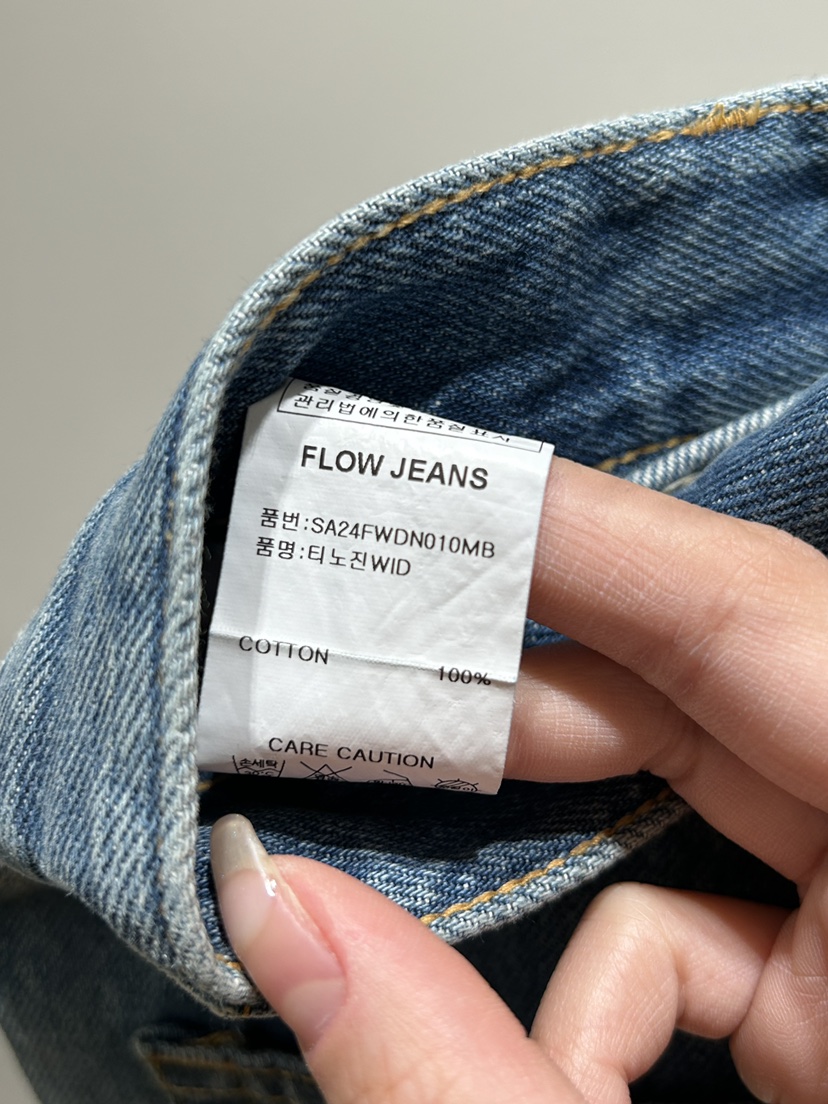 관리법에의한품질표시
FLOW JEANS
품번:SA24FWDN010MB
품명:티노진WID
COTTON 100%
CARE CAUTION
손세탁